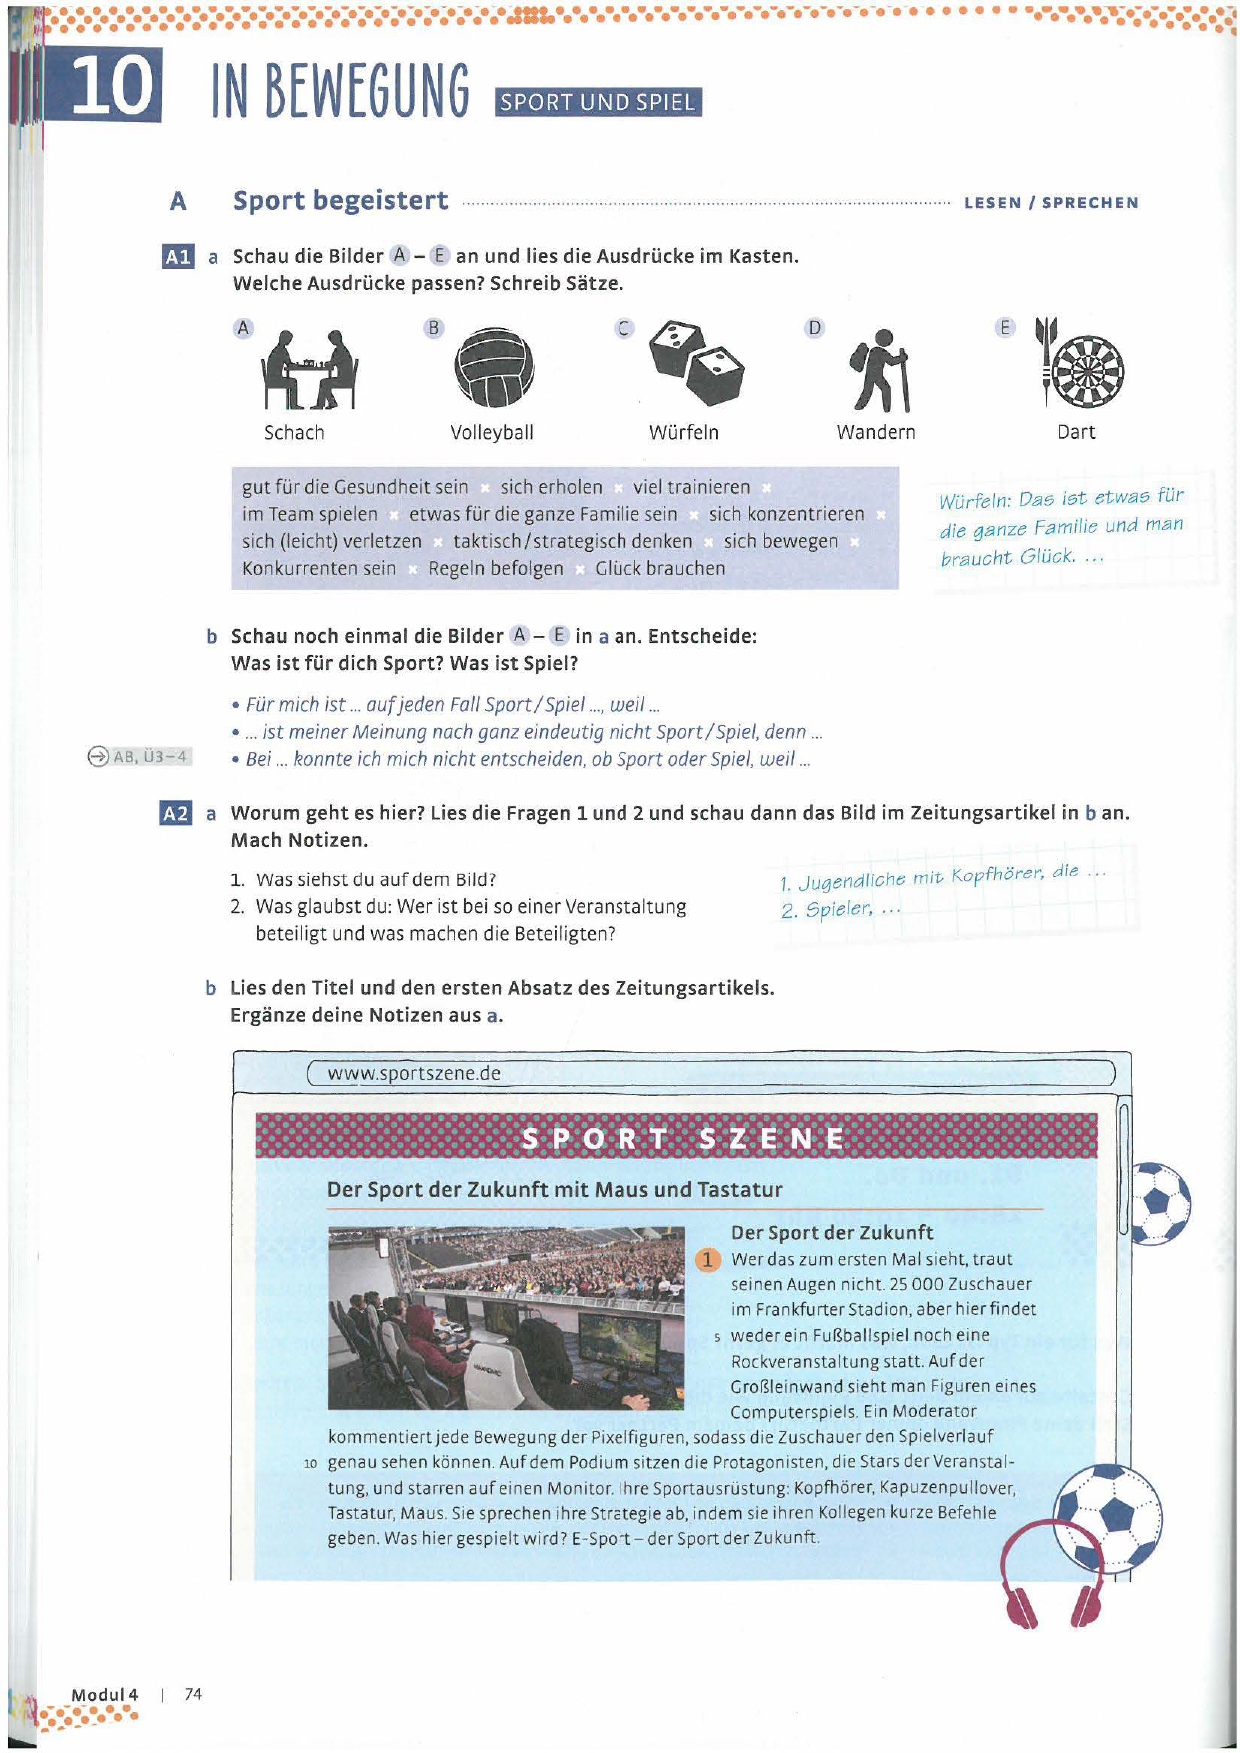 10 IN BEWEGUNG SPORT UND SPIEL
A Sport begeistert LESEN / SPRECHEN
A1 a Schau die Bilder A – E an und lies die Ausdrücke im Kasten.
Welche Ausdrücke passen? Schreib Sätze.
A B C D E
Schach Volleyball Würfeln Wandern Dart
gut für die Gesundheit sein × sich erholen × viel trainieren ×
im Team spielen × etwas für die ganze Familie sein × sich konzentrieren ×
sich (leicht) verletzen × taktisch/strategisch denken × sich bewegen ×
Konkurrenten sein × Regeln befolgen × Glück brauchen
Würfeln: Das ist etwas für
die ganze Familie und man
braucht Glück. ...
b Schau noch einmal die Bilder A – E in a an. Entscheide:
Was ist für dich Sport? Was ist Spiel?
• Für mich ist ... auf jeden Fall Sport/Spiel ..., weil ...
• ... ist meiner Meinung nach ganz eindeutig nicht Sport/Spiel, denn ...
AB, Ü3–4
• Bei ... konnte ich mich nicht entscheiden, ob Sport oder Spiel, weil ...
A2 a Worum geht es hier? Lies die Fragen 1 und 2 und schau dann das Bild im Zeitungsartikel in b an.
Mach Notizen.
1. Was siehst du auf dem Bild?
2. Was glaubst du: Wer ist bei so einer Veranstaltung
beteiligt und was machen die Beteiligten?
1. Jugendliche mit Kopfhörer, die ...
2. Spieler, ...
b Lies den Titel und den ersten Absatz des Zeitungsartikels.
Ergänze deine Notizen aus a.
www.sportszene.de
SPORT SZENE
Der Sport der Zukunft mit Maus und Tastatur
Der Sport der Zukunft
1 Wer das zum ersten Mal sieht, traut
seinen Augen nicht. 25 000 Zuschauer
im Frankfurter Stadion, aber hier findet
5 weder ein Fußballspiel noch eine
Rockveranstaltung statt. Auf der
Großleinwand sieht man Figuren eines
Computerspiels. Ein Moderator
kommentiert jede Bewegung der Pixelfiguren, sodass die Zuschauer den Spielverlauf
10 genau sehen können. Auf dem Podium sitzen die Protagonisten, die Stars der Veranstal-
tung, und starren auf einen Monitor. Ihre Sportausrüstung: Kopfhörer, Kapuzenpullover,
Tastatur, Maus. Sie sprechen ihre Strategie ab, indem sie ihren Kollegen kurze Befehle
geben. Was hier gespielt wird? E-Sport – der Sport der Zukunft.
Modul 4 | 74